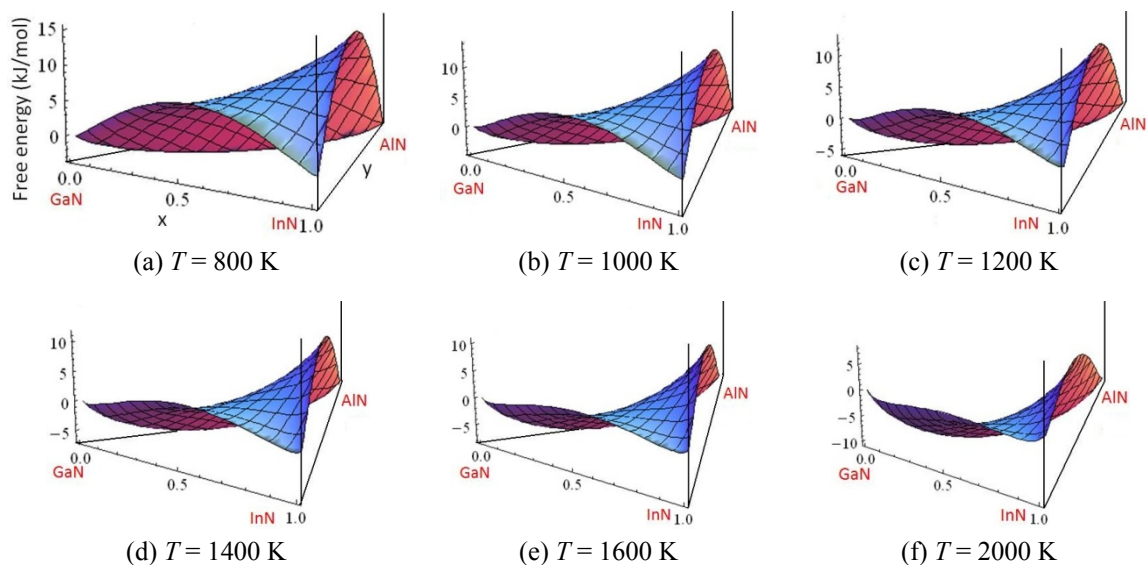 Free energy (kJ/mol)
15
10
5
0
0.0
GaN
x
0.5
InN 1.0
y
AlN
(a) T = 800 K
10
5
0
0.0
GaN
0.5
InN 1.0
AlN
(b) T = 1000 K
10
5
0
−5
0.0
GaN
0.5
InN 1.0
AlN
(c) T = 1200 K
10
5
0
−5
0.0
GaN
0.5
InN 1.0
AlN
(d) T = 1400 K
10
5
0
−5
0.0
GaN
0.5
InN 1.0
AlN
(e) T = 1600 K
5
0
−5
−10
0.0
GaN
0.5
InN 1.0
AlN
(f) T = 2000 K